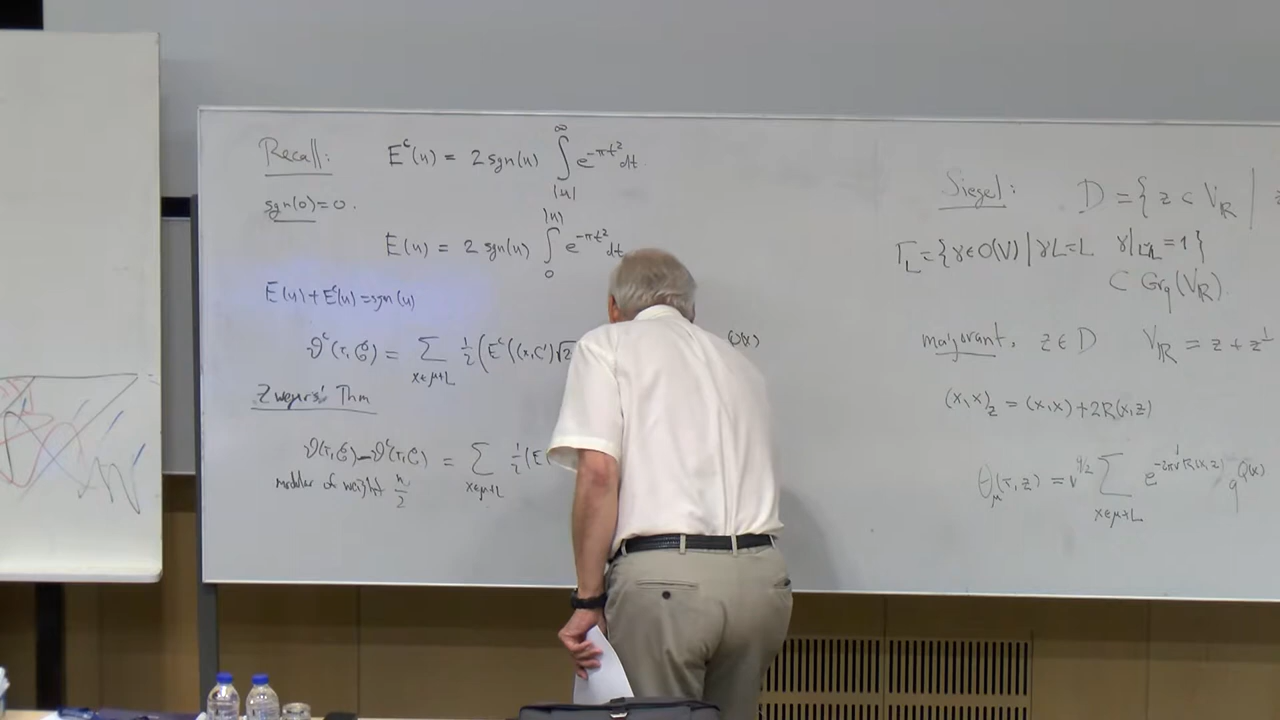 Recall: E^c(u) = 2 sgn(u) ∫_{|u|}^{∞} e^{-πt²} dt.
sgn(0) = 0.
E(u) = 2 sgn(u) ∫_0^{|u|} e^{-πt²} dt
E(u) + E^c(u) = sgn(u)
ϑ^c(τ, C) = Σ_{x∈μ+L} ½(E^c((x,C')√2 Q(x)
Zwegers' Thm
ϑ(τ,C) - ϑ^c(τ,C) = Σ_{x∈μ+L} ½(E(
modular of weight n/2
Siegel: D = { z ⊂ V_ℝ |
Γ_L = {γ∈O(V) | γL = L γ|_{L^∨/L} = 1}
⊂ Gr_q(V_ℝ).
majorant, z∈D V_ℝ = z + z^⊥
(x,x)_z = (x,x) + 2R(x,z)
θ_μ(τ,z) = v^{q/2} Σ_{x∈μ+L} e^{-2πvR(x,z)} q^{Q(x)}